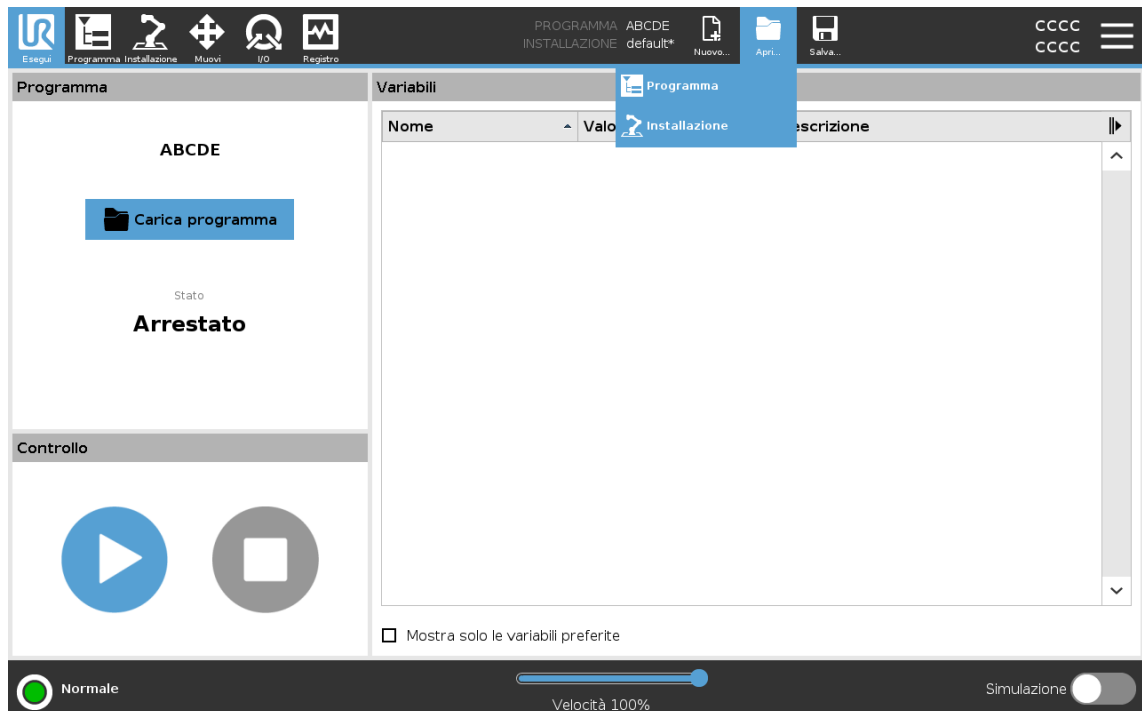 PROGRAMMA ABCDE
INSTALLAZIONE default*
CCCC
CCCC
Esegui Programma Installazione Muovi I/O Registro
Nuovo... Apri... Salva...
Programma
Variabili
Programma
Installazione
Nome Valo escrizione
ABCDE
Carica programma
Stato
Arrestato
Controllo
Mostra solo le variabili preferite
Normale
Velocità 100%
Simulazione